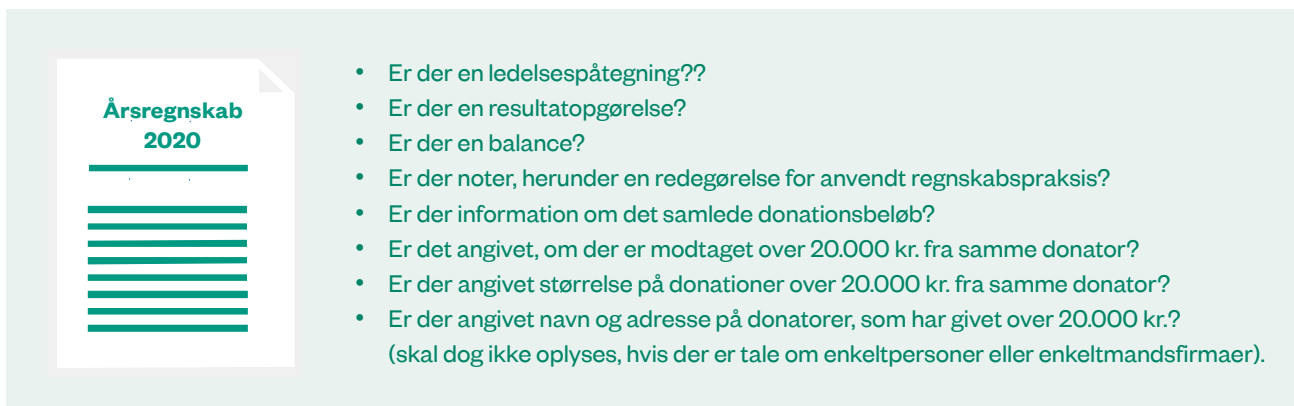 Årsregnskab
2020
• Er der en ledelsespåtegning??
• Er der en resultatopgørelse?
• Er der en balance?
• Er der noter, herunder en redegørelse for anvendt regnskabspraksis?
• Er der information om det samlede donationsbeløb?
• Er det angivet, om der er modtaget over 20.000 kr. fra samme donator?
• Er der angivet størrelse på donationer over 20.000 kr. fra samme donator?
• Er der angivet navn og adresse på donatorer, som har givet over 20.000 kr.?
(skal dog ikke oplyses, hvis der er tale om enkeltpersoner eller enkeltmandsfirmaer).